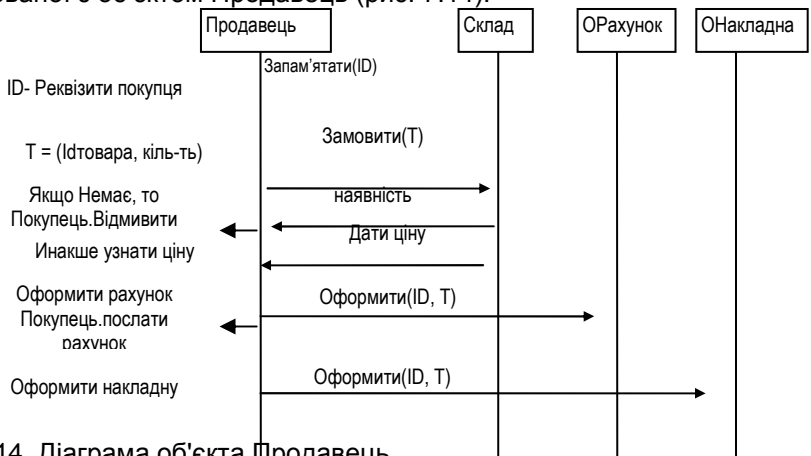 Продавець Склад ОРахунок ОНакладна
Запам’ятати(ID)
ID- Реквізити покупця
Замовити(Т)
Т = (Idтовара, кіль-ть)
Якщо Немає, то
наявність
Покупець.Відмивити
Дати ціну
Инакше узнати ціну
Оформити рахунок
Оформити(ID, Т)
Покупець.послати
рахунок
Оформити накладну
Оформити(ID, Т)
14. Діаграма об'єкта Продавець